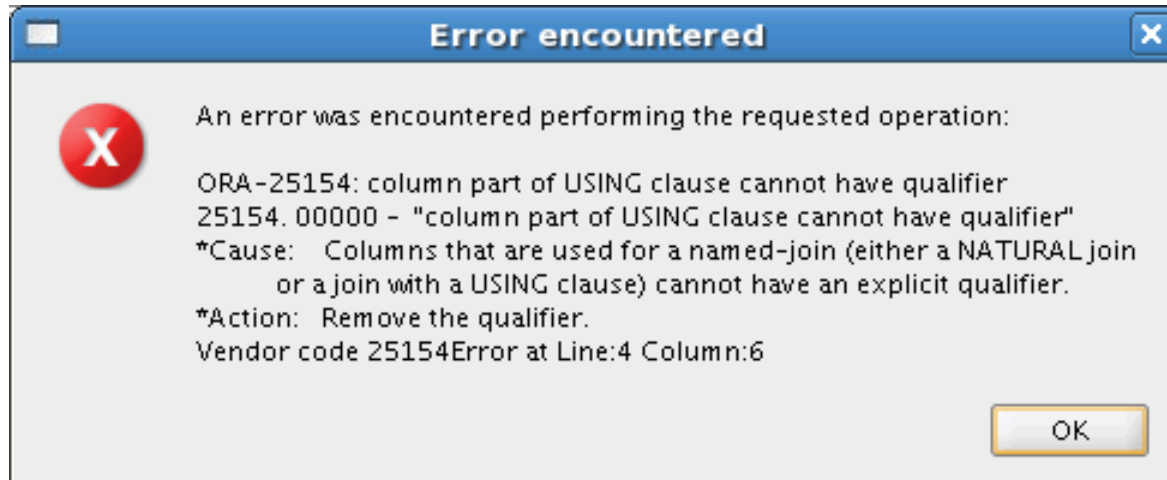 Error encountered
An error was encountered performing the requested operation:
ORA-25154: column part of USING clause cannot have qualifier
25154. 00000 - "column part of USING clause cannot have qualifier"
*Cause: Columns that are used for a named-join (either a NATURAL join
or a join with a USING clause) cannot have an explicit qualifier.
*Action: Remove the qualifier.
Vendor code 25154Error at Line:4 Column:6
OK